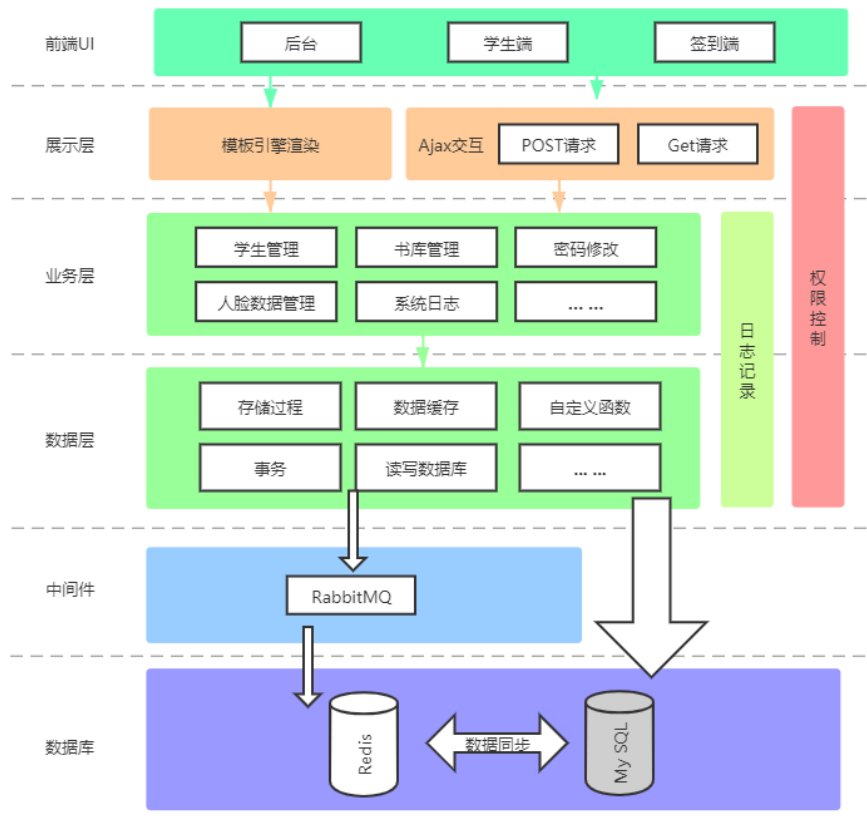 前端UI
后台
学生端
签到端
展示层
模板引擎渲染
Ajax交互
POST请求
Get请求
业务层
学生管理
书库管理
密码修改
人脸数据管理
系统日志
... ...
权限控制
日志记录
数据层
存储过程
数据缓存
自定义函数
事务
读写数据库
... ...
中间件
RabbitMQ
数据库
Redis
数据同步
My SQL